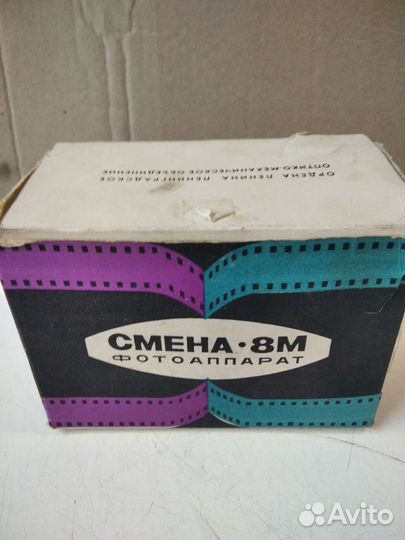 ОРДЕНА ЛЕНИНА ЛЕНИНГРАДСКОЕ
ОПТИКО-МЕХАНИЧЕСКОЕ ОБЪЕДИНЕНИЕ
СМЕНА·8М
ФОТОАППАРАТ
Avito